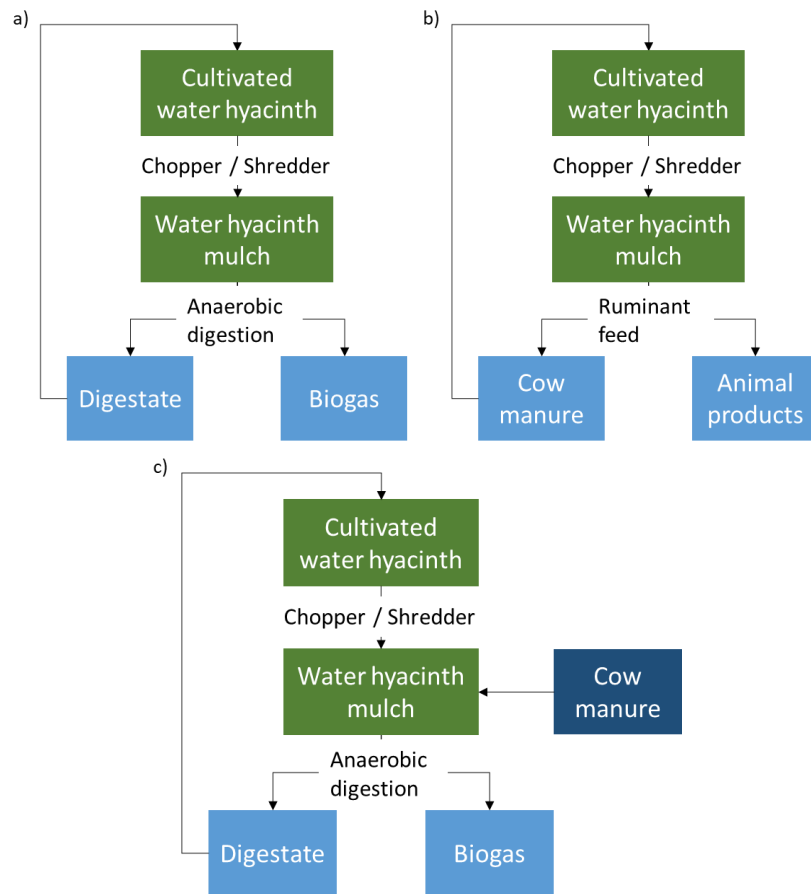 a)
Cultivated
water hyacinth
Chopper / Shredder
Water hyacinth
mulch
Anaerobic
digestion
Digestate
Biogas
b)
Cultivated
water hyacinth
Chopper / Shredder
Water hyacinth
mulch
Ruminant
feed
Cow
manure
Animal
products
c)
Cultivated
water hyacinth
Chopper / Shredder
Water hyacinth
mulch
Cow
manure
Anaerobic
digestion
Digestate
Biogas